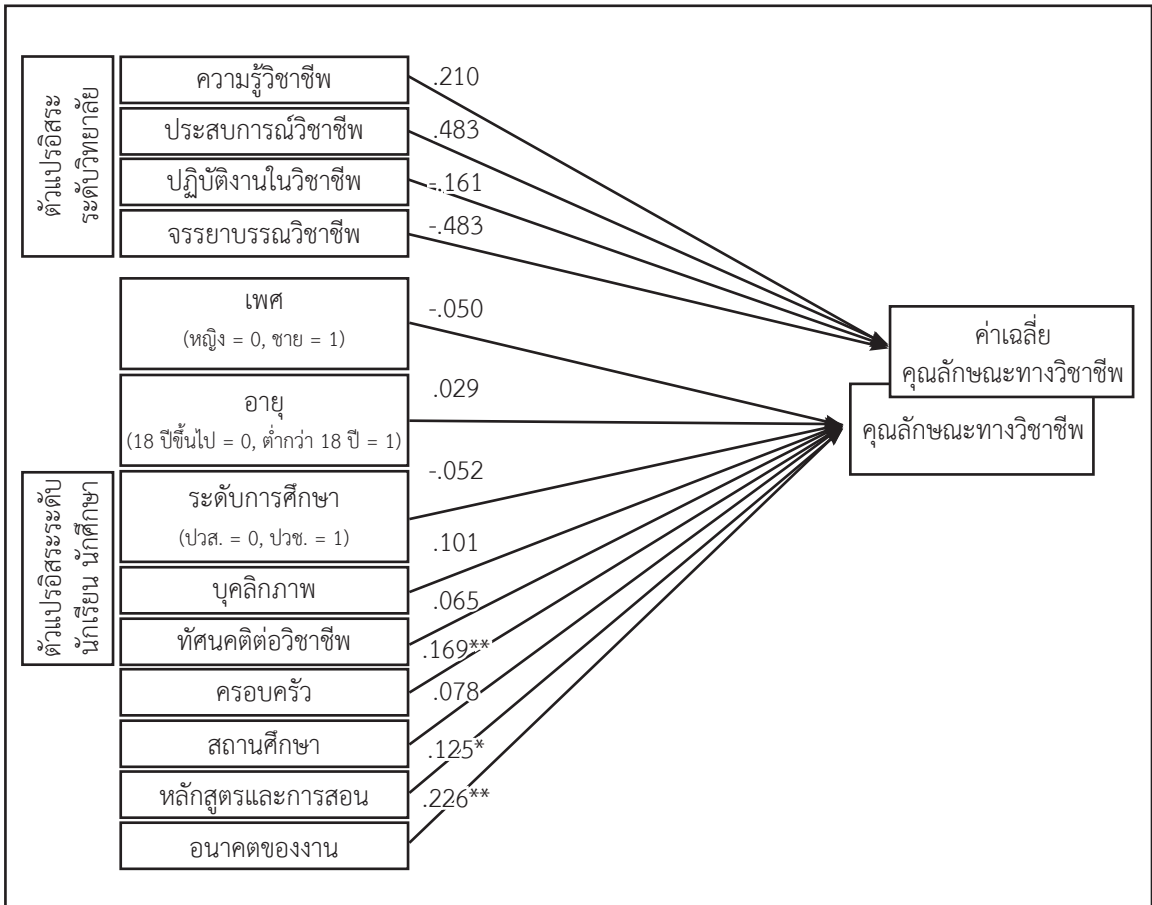 ตัวแปรอิสระ
ระดับวิทยาลัย
ความรู้วิชาชีพ
.210
ประสบการณ์วิชาชีพ
.483
ปฏิบัติงานในวิชาชีพ
-.161
จรรยาบรรณวิชาชีพ
-.483
เพศ
(หญิง = 0, ชาย = 1)
-.050
ค่าเฉลี่ย
คุณลักษณะทางวิชาชีพ
อายุ
(18 ปีขึ้นไป = 0, ต่ำกว่า 18 ปี = 1)
.029
คุณลักษณะทางวิชาชีพ
ตัวแปรอิสระระดับ
นักเรียน นักศึกษา
ระดับการศึกษา
(ปวส. = 0, ปวช. = 1)
-.052
บุคลิกภาพ
.101
ทัศนคติต่อวิชาชีพ
.065
ครอบครัว
.169**
สถานศึกษา
.078
หลักสูตรและการสอน
.125*
อนาคตของงาน
.226**